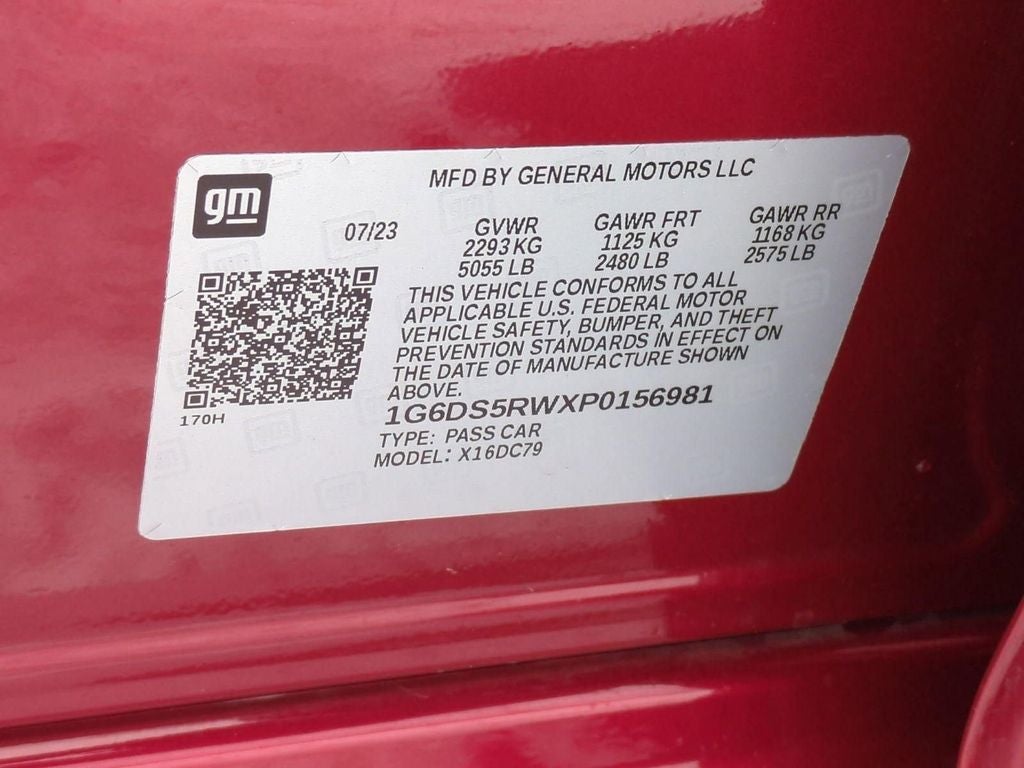 gm
MFD BY GENERAL MOTORS LLC
07/23 GVWR GAWR FRT GAWR RR
2293 KG 1125 KG 1168 KG
5055 LB 2480 LB 2575 LB
THIS VEHICLE CONFORMS TO ALL
APPLICABLE U.S. FEDERAL MOTOR
VEHICLE SAFETY, BUMPER, AND THEFT
PREVENTION STANDARDS IN EFFECT ON
THE DATE OF MANUFACTURE SHOWN
ABOVE.
170H
1G6DS5RWXP0156981
TYPE: PASS CAR
MODEL: X16DC79